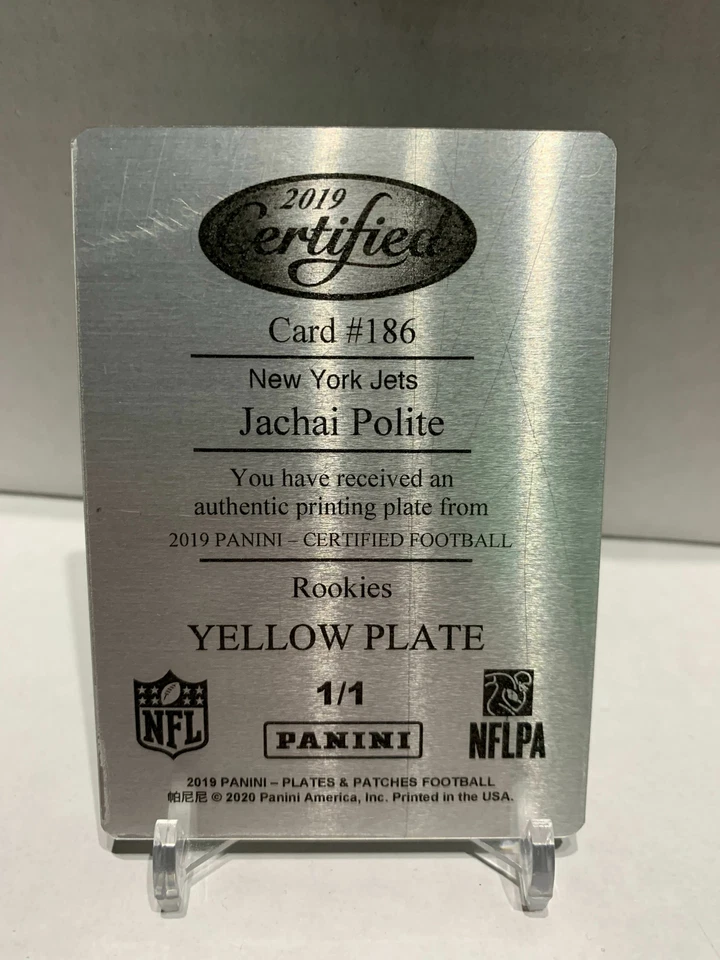 2019
Certified
Card #186
New York Jets
Jachai Polite
You have received an
authentic printing plate from
2019 PANINI – CERTIFIED FOOTBALL
Rookies
YELLOW PLATE
1/1
NFL
PANINI
NFLPA
2019 PANINI – PLATES & PATCHES FOOTBALL
帕尼尼 © 2020 Panini America, Inc. Printed in the USA.